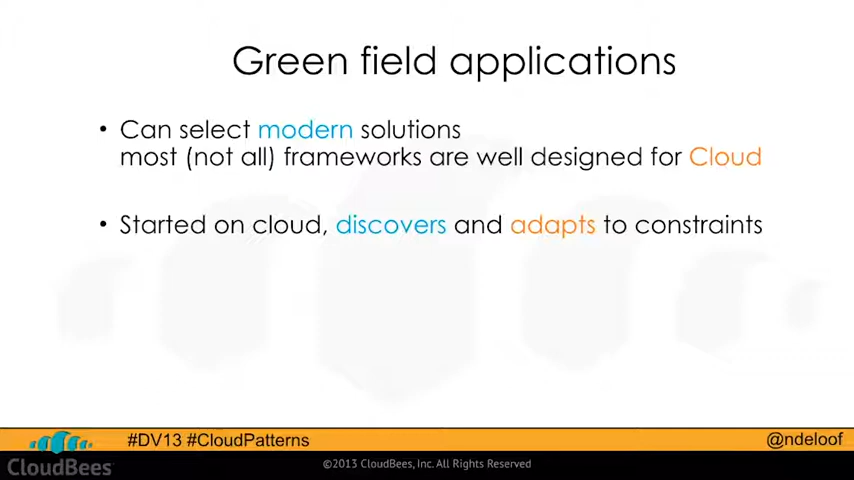 Green field applications
• Can select modern solutions
most (not all) frameworks are well designed for Cloud
• Started on cloud, discovers and adapts to constraints
#DV13 #CloudPatterns
@ndeloof
CloudBees
©2013 CloudBees, Inc. All Rights Reserved